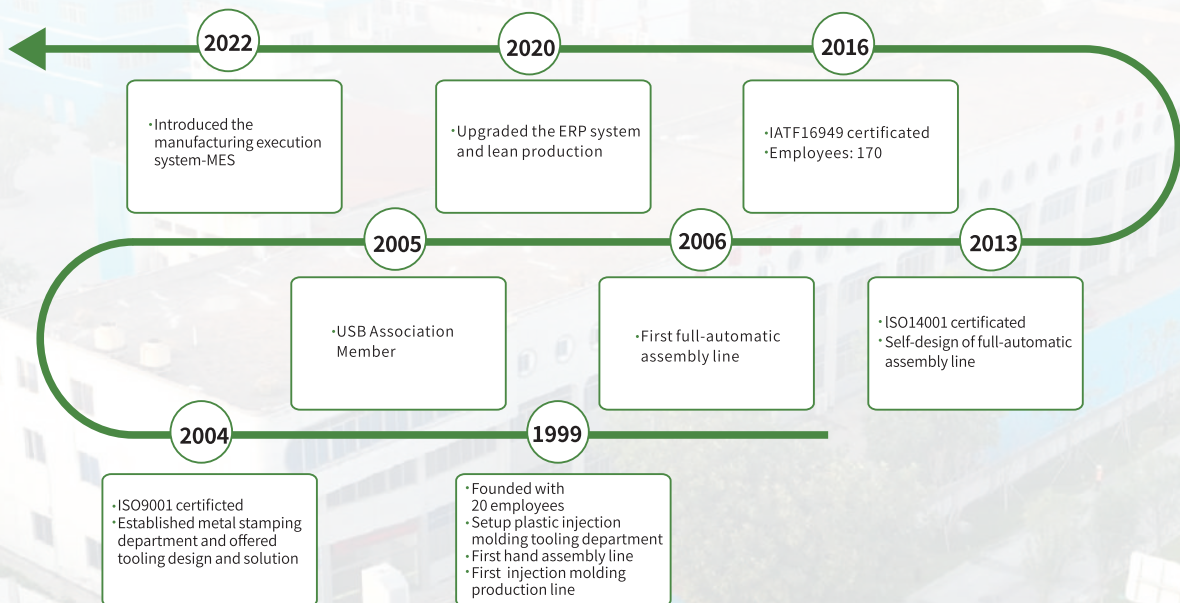 2022
2020
2016
·Introduced the
manufacturing execution
system-MES
·Upgraded the ERP system
and lean production
·IATF16949 certificated
·Employees: 170
2005
2006
2013
·USB Association
Member
·First full-automatic
assembly line
·ISO14001 certificated
·Self-design of full-automatic
assembly line
2004
1999
·ISO9001 certificted
·Established metal stamping
department and offered
tooling design and solution
·Founded with
20 employees
·Setup plastic injection
molding tooling department
·First hand assembly line
·First injection molding
production line